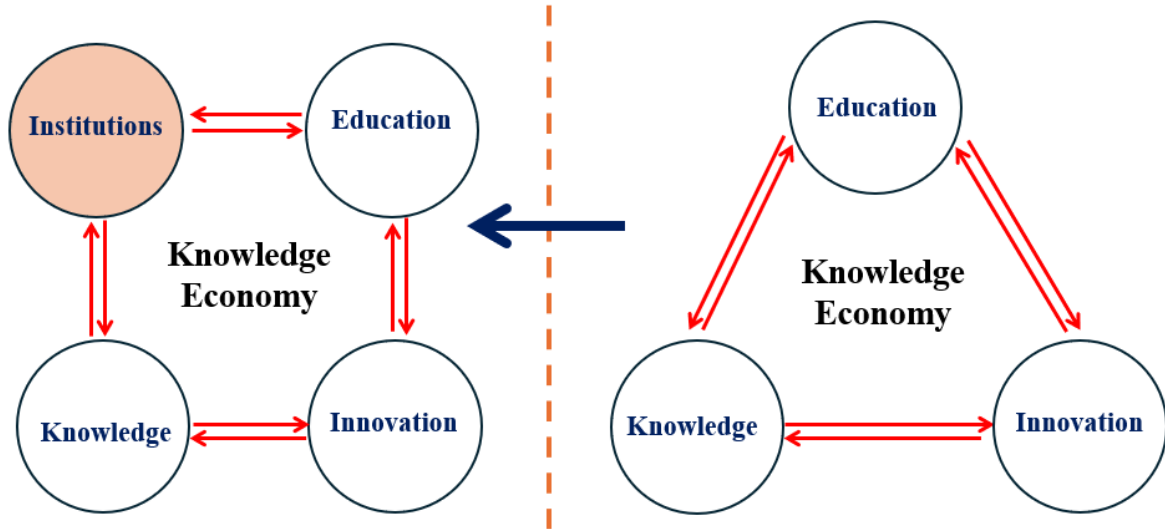 Institutions
Education
Knowledge
Economy
Knowledge
Innovation
Education
Knowledge
Economy
Knowledge
Innovation